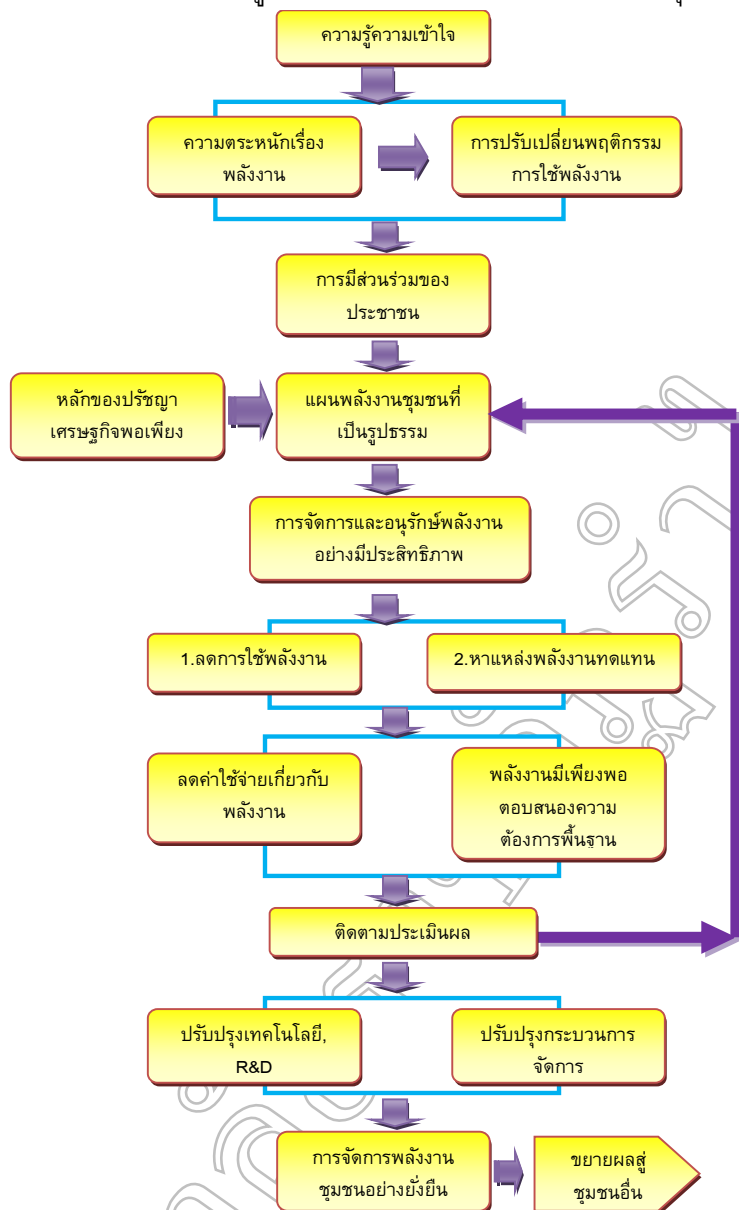 ความรู้ความเข้าใจ
ความตระหนักเรื่อง
พลังงาน
การปรับเปลี่ยนพฤติกรรม
การใช้พลังงาน
การมีส่วนร่วมของ
ประชาชน
หลักของปรัชญา
เศรษฐกิจพอเพียง
แผนพลังงานชุมชนที่
เป็นรูปธรรม
การจัดการและอนุรักษ์พลังงาน
อย่างมีประสิทธิภาพ
1.ลดการใช้พลังงาน
2.หาแหล่งพลังงานทดแทน
ลดค่าใช้จ่ายเกี่ยวกับ
พลังงาน
พลังงานมีเพียงพอ
ตอบสนองความ
ต้องการพื้นฐาน
ติดตามประเมินผล
ปรับปรุงเทคโนโลยี,
R&D
ปรับปรุงกระบวนการ
จัดการ
การจัดการพลังงาน
ชุมชนอย่างยั่งยืน
ขยายผลสู่
ชุมชนอื่น